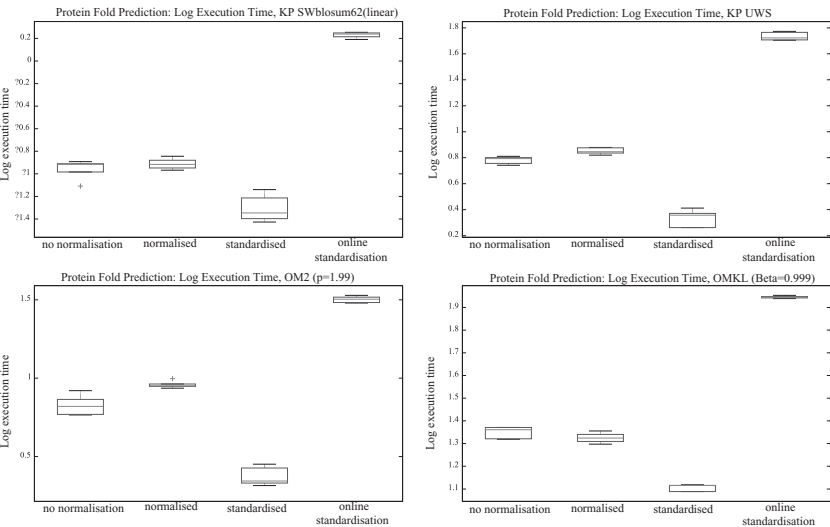 Protein Fold Prediction: Log Execution Time, KP SWblosum62(linear)
Log execution time
0.2
0
?0.2
?0.4
?0.6
?0.8
?1
?1.2
?1.4
no normalisation
normalised
standardised
online
standardisation
Protein Fold Prediction: Log Execution Time, KP UWS
Log execution time
1.8
1.6
1.4
1.2
1
0.8
0.6
0.4
0.2
no normalisation
normalised
standardised
online
standardisation
Protein Fold Prediction: Log Execution Time, OM2 (p=1.99)
Log execution time
1.5
1
0.5
no normalisation
normalised
standardised
online
standardisation
Protein Fold Prediction: Log Execution Time, OMKL (Beta=0.999)
Log execution time
1.9
1.8
1.7
1.6
1.5
1.4
1.3
1.2
1.1
no normalisation
normalised
standardised
online
standardisation